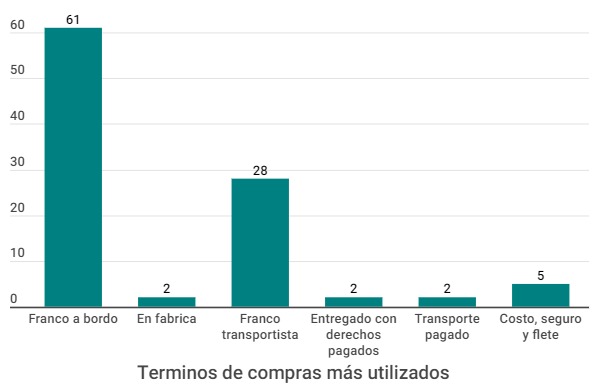 61
60
50
40
30
28
20
10
5
2
2
2
0
Franco a bordo
En fabrica
Franco
transportista
Entregado con
derechos
pagados
Transporte
pagado
Costo, seguro
y flete
Terminos de compras más utilizados